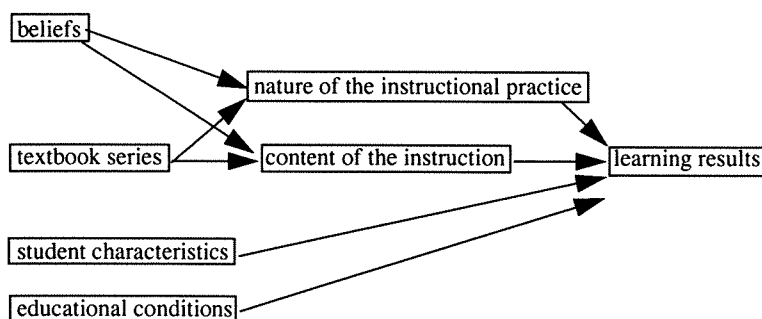 beliefs
nature of the instructional practice
textbook series
content of the instruction
learning results
student characteristics
educational conditions